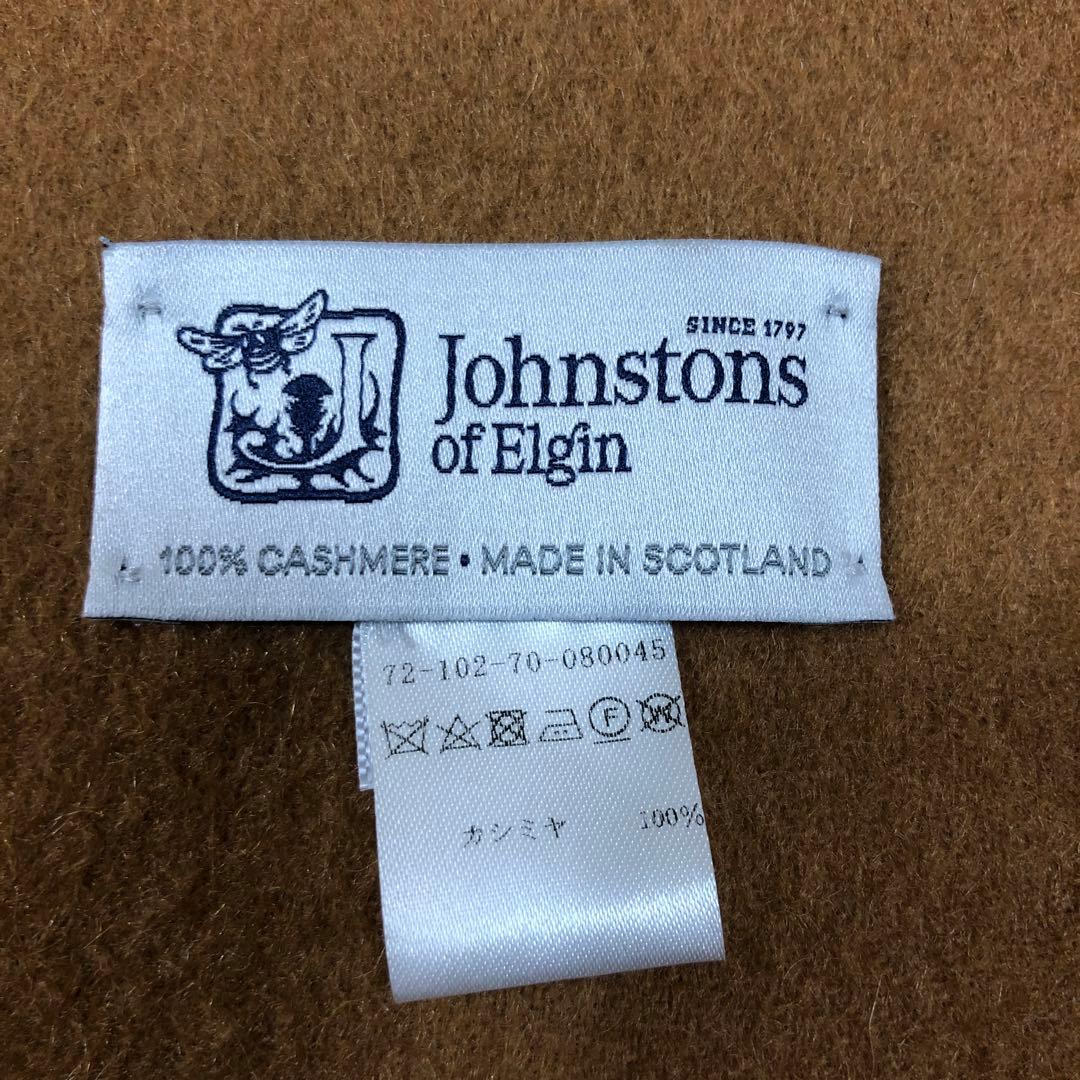 SINCE 1797
Johnstons
of Elgin
100% CASHMERE • MADE IN SCOTLAND
72-102-70-080045
F W
カシミヤ 100%